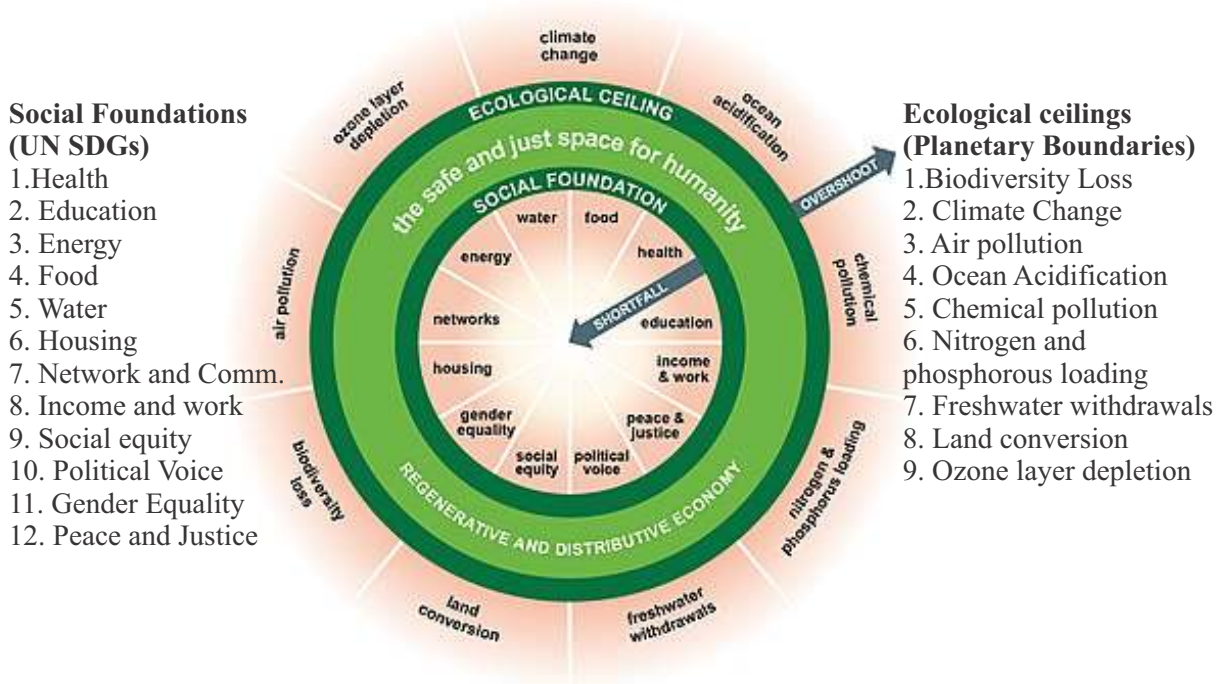 Social Foundations
(UN SDGs)
1.Health
2. Education
3. Energy
4. Food
5. Water
6. Housing
7. Network and Comm.
8. Income and work
9. Social equity
10. Political Voice
11. Gender Equality
12. Peace and Justice
climate
change
ocean
acidification
chemical
pollution
nitrogen &
phosphorus loading
freshwater
withdrawals
land
conversion
biodiversity
loss
air pollution
ozone layer
depletion
ECOLOGICAL CEILING
the safe and just space for humanity
SOCIAL FOUNDATION
water
food
health
education
income
& work
peace &
justice
political
voice
social
equity
gender
equality
housing
networks
energy
SHORTFALL
OVERSHOOT
REGENERATIVE AND DISTRIBUTIVE ECONOMY
Ecological ceilings
(Planetary Boundaries)
1.Biodiversity Loss
2. Climate Change
3. Air pollution
4. Ocean Acidification
5. Chemical pollution
6. Nitrogen and
phosphorous loading
7. Freshwater withdrawals
8. Land conversion
9. Ozone layer depletion